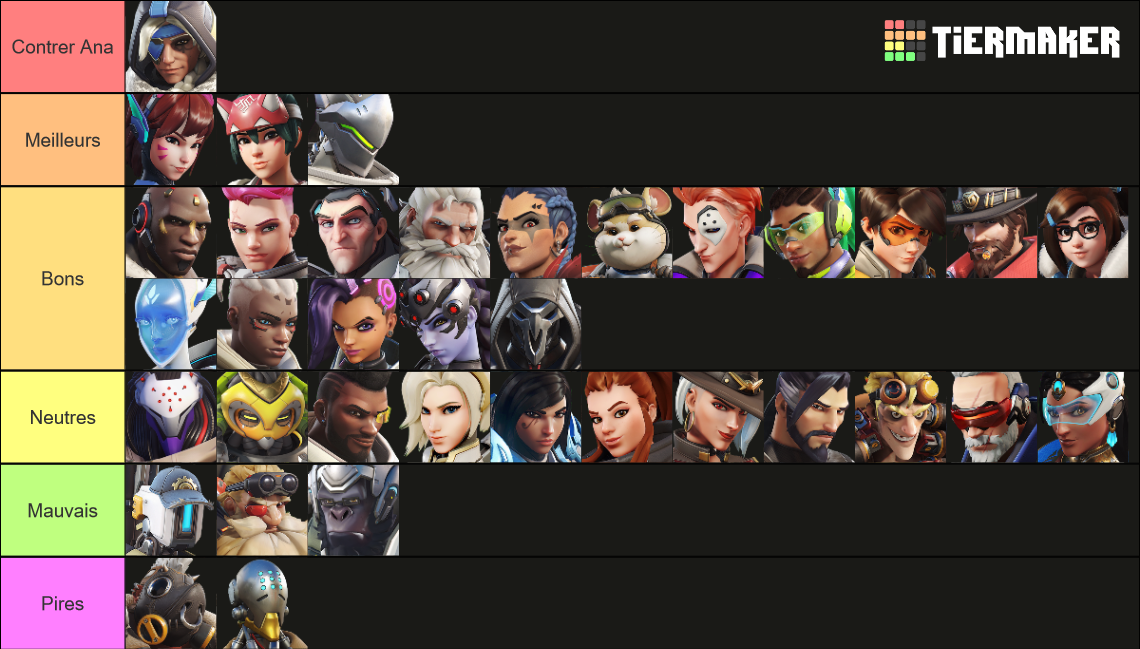 Contrer Ana
TiERMAKER
Meilleurs
Bons
Neutres
Mauvais
Pires